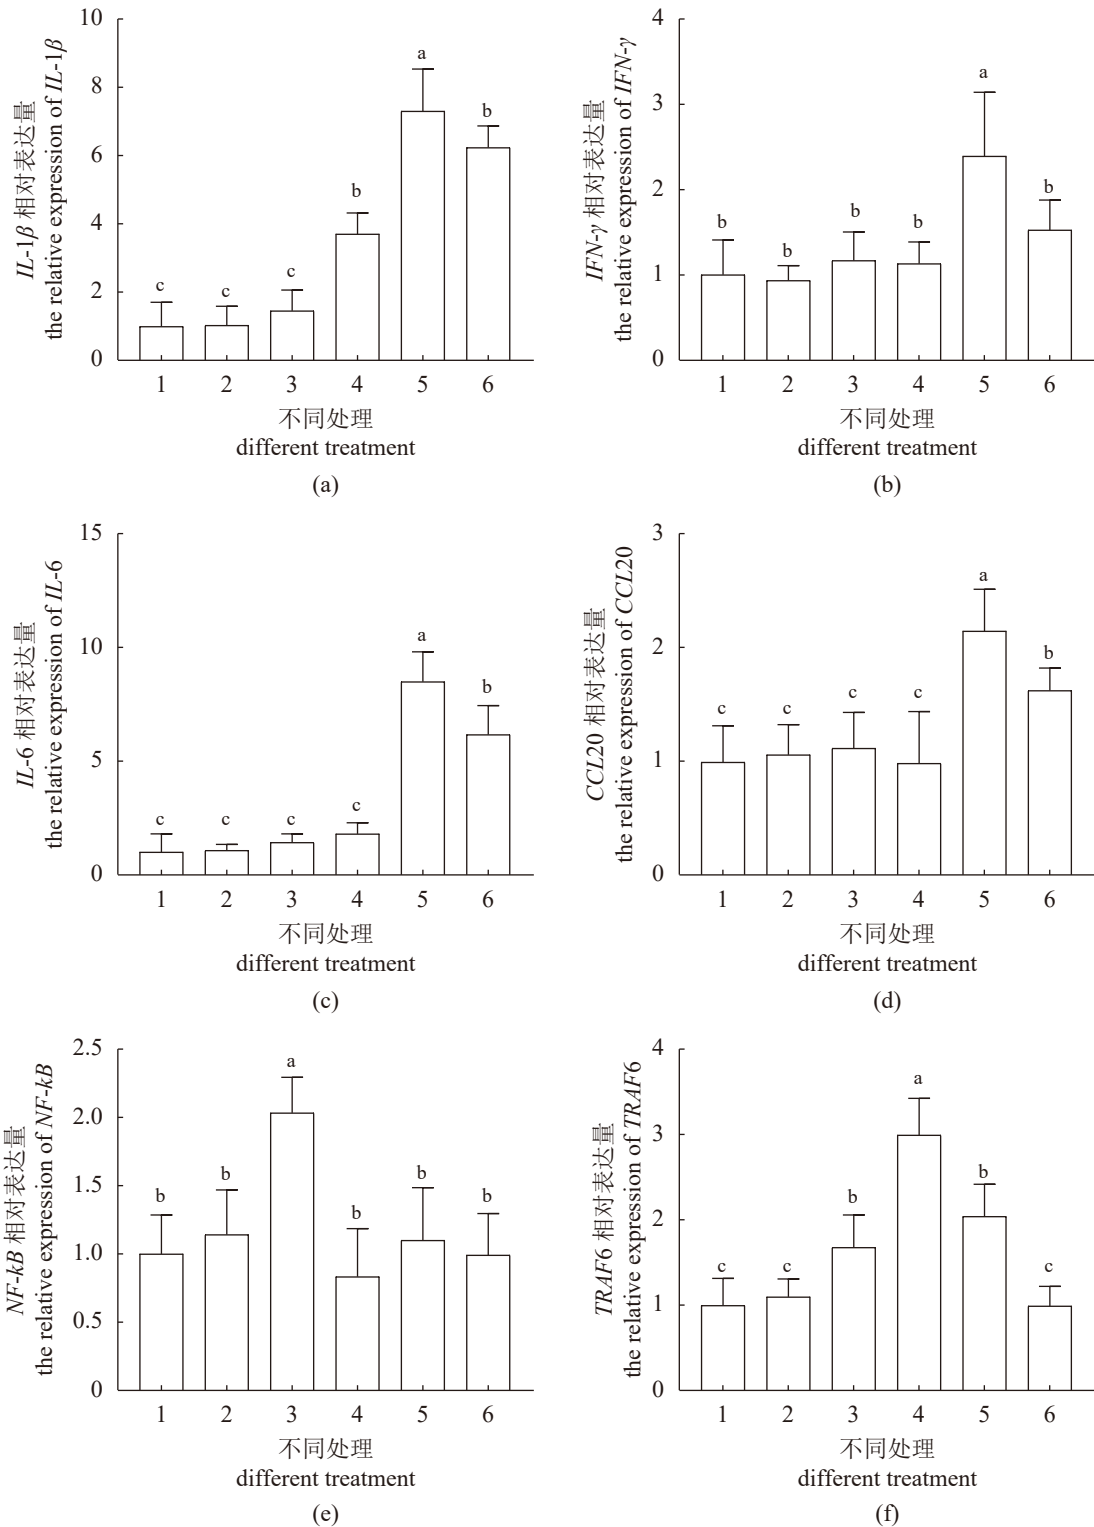 IL-1β 相对表达量
the relative expression of IL-1β
10
8
6
4
2
0
c
c
c
b
a
b
1 2 3 4 5 6
不同处理
different treatment
(a)
IFN-γ 相对表达量
the relative expression of IFN-γ
4
3
2
1
0
b
b
b
b
a
b
1 2 3 4 5 6
不同处理
different treatment
(b)
IL-6 相对表达量
the relative expression of IL-6
15
10
5
0
c
c
c
c
a
b
1 2 3 4 5 6
不同处理
different treatment
(c)
CCL20 相对表达量
the relative expression of CCL20
3
2
1
0
c
c
c
c
a
b
1 2 3 4 5 6
不同处理
different treatment
(d)
NF-kB 相对表达量
the relative expression of NF-kB
2.5
2.0
1.5
1.0
0.5
0
b
b
a
b
b
b
1 2 3 4 5 6
不同处理
different treatment
(e)
TRAF6 相对表达量
the relative expression of TRAF6
4
3
2
1
0
c
c
b
a
b
c
1 2 3 4 5 6
不同处理
different treatment
(f)